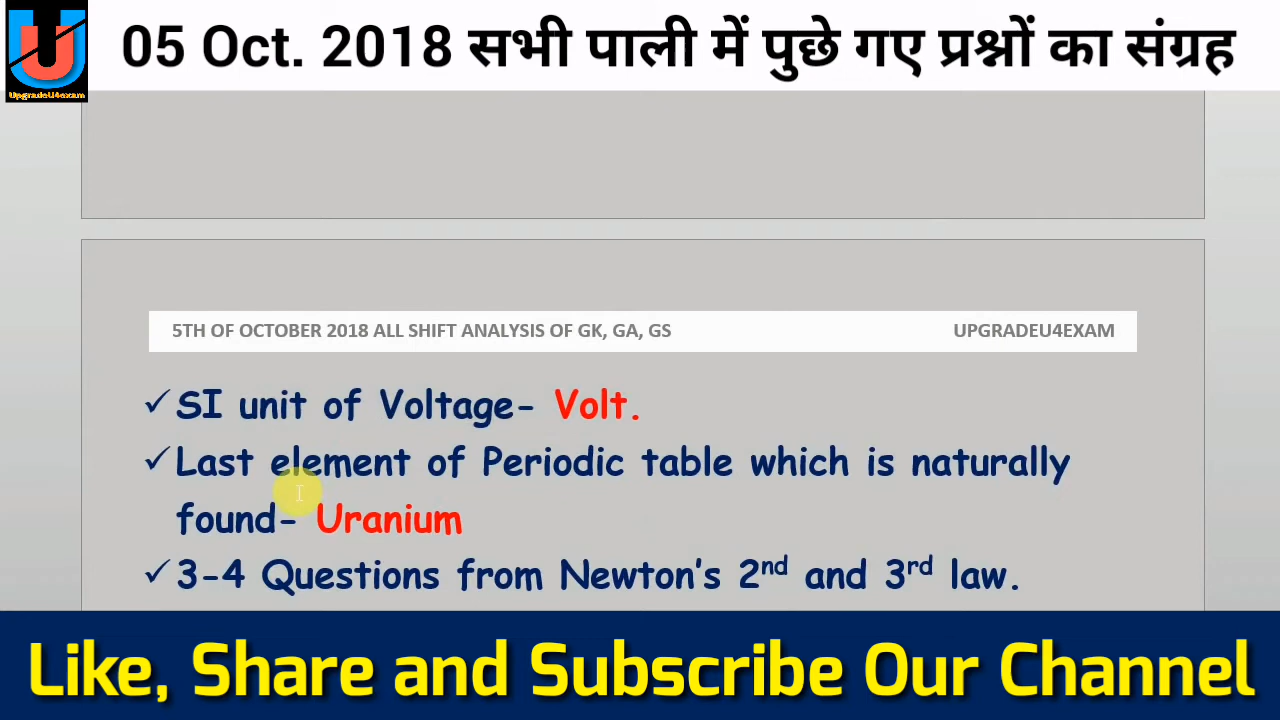 05 Oct. 2018 सभी पाली में पुछे गए प्रश्नों का संग्रह
UpgradeU4exam
5TH OF OCTOBER 2018 ALL SHIFT ANALYSIS OF GK, GA, GS UPGRADEU4EXAM
✓ SI unit of Voltage- Volt.
✓ Last element of Periodic table which is naturally
found- Uranium
✓ 3-4 Questions from Newton's 2nd and 3rd law.
Like, Share and Subscribe Our Channel